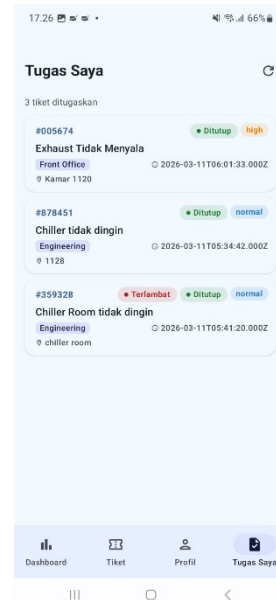 17.26
66%
Tugas Saya
3 tiket ditugaskan
#005674 • Ditutup high
Exhaust Tidak Menyala
Front Office 2026-03-11T06:01:33.000Z
Kamar 1120
#878451 • Ditutup normal
Chiller tidak dingin
Engineering 2026-03-11T05:34:42.000Z
1128
#359328 • Terlambat • Ditutup normal
Chiller Room tidak dingin
Engineering 2026-03-11T05:41:20.000Z
chiller room
Dashboard Tiket Profil Tugas Saya